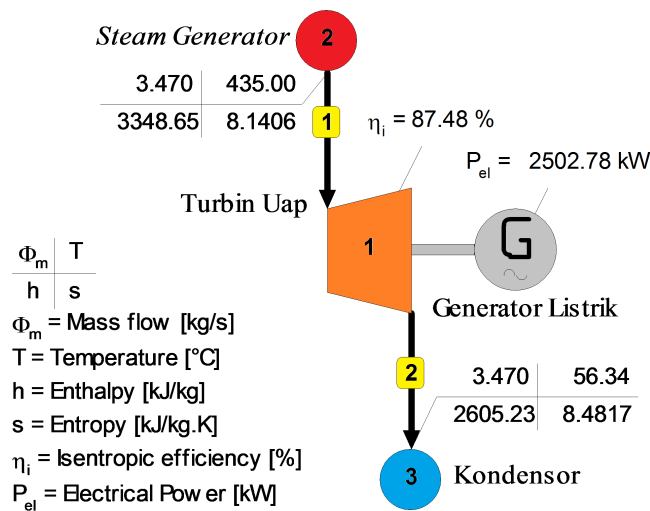 Steam Generator
2
3.470 435.00
3348.65 8.1406
1
ηi = 87.48 %
Pel = 2502.78 kW
Turbin Uap
1
G
Generator Listrik
Φm T
h s
Φm = Mass flow [kg/s]
T = Temperature [°C]
h = Enthalpy [kJ/kg]
s = Entropy [kJ/kg.K]
ηi = Isentropic efficiency [%]
Pel = Electrical Power [kW]
2
3.470 56.34
2605.23 8.4817
3
Kondensor